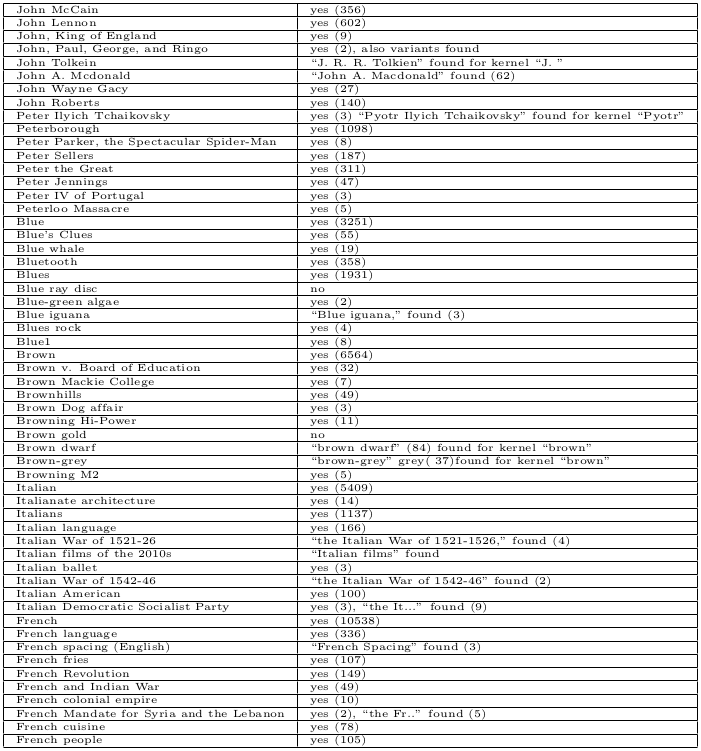 John McCain yes (356)
John Lennon yes (602)
John, King of England yes (9)
John, Paul, George, and Ringo yes (2), also variants found
John Tolkein “J. R. R. Tolkien” found for kernel “J. ”
John A. Mcdonald “John A. Macdonald” found (62)
John Wayne Gacy yes (27)
John Roberts yes (140)
Peter Ilyich Tchaikovsky yes (3) “Pyotr Ilyich Tchaikovsky” found for kernel “Pyotr”
Peterborough yes (1098)
Peter Parker, the Spectacular Spider-Man yes (8)
Peter Sellers yes (187)
Peter the Great yes (311)
Peter Jennings yes (47)
Peter IV of Portugal yes (3)
Peterloo Massacre yes (5)
Blue yes (3251)
Blue's Clues yes (55)
Blue whale yes (19)
Bluetooth yes (358)
Blues yes (1931)
Blue ray disc no
Blue-green algae yes (2)
Blue iguana “Blue iguana,” found (3)
Blues rock yes (4)
Blue1 yes (8)
Brown yes (6564)
Brown v. Board of Education yes (32)
Brown Mackie College yes (7)
Brownhills yes (49)
Brown Dog affair yes (3)
Browning Hi-Power yes (11)
Brown gold no
Brown dwarf “brown dwarf” (84) found for kernel “brown”
Brown-grey “brown-grey” grey( 37)found for kernel “brown”
Browning M2 yes (5)
Italian yes (5409)
Italianate architecture yes (14)
Italians yes (1137)
Italian language yes (166)
Italian War of 1521-26 “the Italian War of 1521-1526,” found (4)
Italian films of the 2010s “Italian films” found
Italian ballet yes (3)
Italian War of 1542-46 “the Italian War of 1542-46” found (2)
Italian American yes (100)
Italian Democratic Socialist Party yes (3), “the It...” found (9)
French yes (10538)
French language yes (336)
French spacing (English) “French Spacing” found (3)
French fries yes (107)
French Revolution yes (149)
French and Indian War yes (49)
French colonial empire yes (10)
French Mandate for Syria and the Lebanon yes (2), “the Fr..” found (5)
French cuisine yes (78)
French people yes (105)